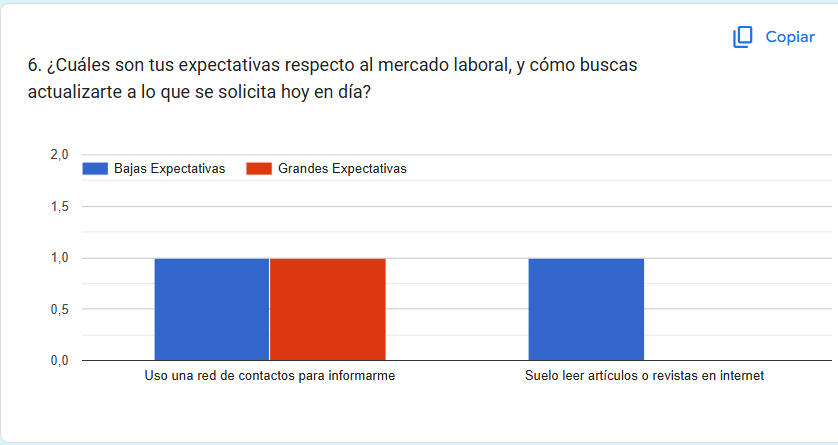 Copiar
6. ¿Cuáles son tus expectativas respecto al mercado laboral, y cómo buscas
actualizarte a lo que se solicita hoy en día?
2,0
Bajas Expectativas Grandes Expectativas
1,5
1,0
0,5
0,0
Uso una red de contactos para informarme Suelo leer artículos o revistas en internet